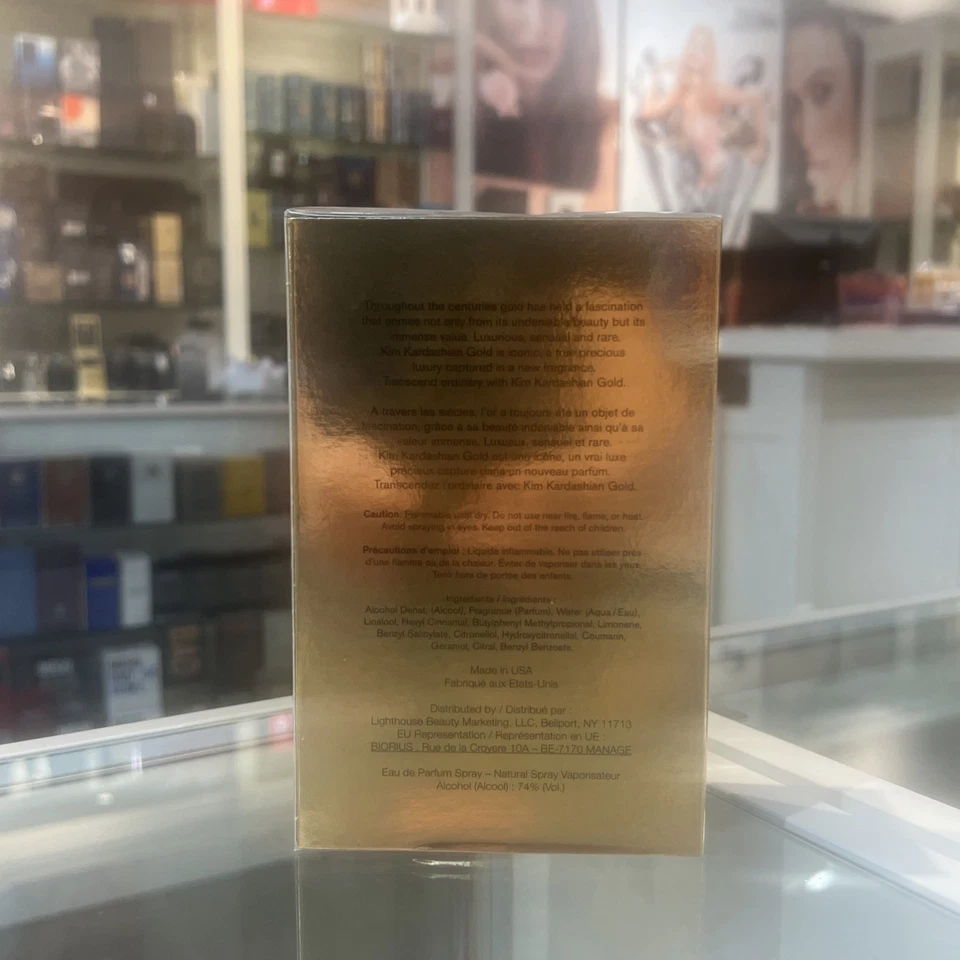 Throughout the centuries gold has held a fascination
that comes not only from its undeniable beauty but its
immense value. Luxurious, sensual and rare.
Kim Kardashian Gold is iconic, a true precious
luxury captured in a new fragrance.
Transcend ordinary with Kim Kardashian Gold.
À travers les siècles, l'or a toujours été un objet de
fascination, grâce à sa beauté indéniable ainsi qu'à sa
valeur immense. Luxueux, sensuel et rare.
Kim Kardashian Gold est une icône, un vrai luxe
précieux capturé dans un nouveau parfum.
Transcendez l'ordinaire avec Kim Kardashian Gold.
Caution: Flammable until dry. Do not use near fire, flame, or heat.
Avoid spraying in eyes. Keep out of the reach of children.
Précautions d'emploi : Liquide inflammable. Ne pas utiliser près
d'une flamme ou de la chaleur. Éviter de vaporiser dans les yeux.
Tenir hors de portée des enfants.
Ingredients / Ingrédients :
Alcohol Denat. (Alcool), Fragrance (Parfum), Water (Aqua / Eau),
Linalool, Hexyl Cinnamal, Butylphenyl Methylpropional, Limonene,
Benzyl Salicylate, Citronellol, Hydroxycitronellal, Coumarin,
Geraniol, Citral, Benzyl Benzoate.
Made in USA
Fabriqué aux Etats-Unis
Distributed by / Distribué par :
Lighthouse Beauty Marketing, LLC, Bellport, NY 11713
EU Representation / Représentation en UE :
BIORIUS , Rue de la Croyere 10A – BE-7170 MANAGE
Eau de Parfum Spray – Natural Spray Vaporisateur
Alcohol (Alcool) : 74% (Vol.)